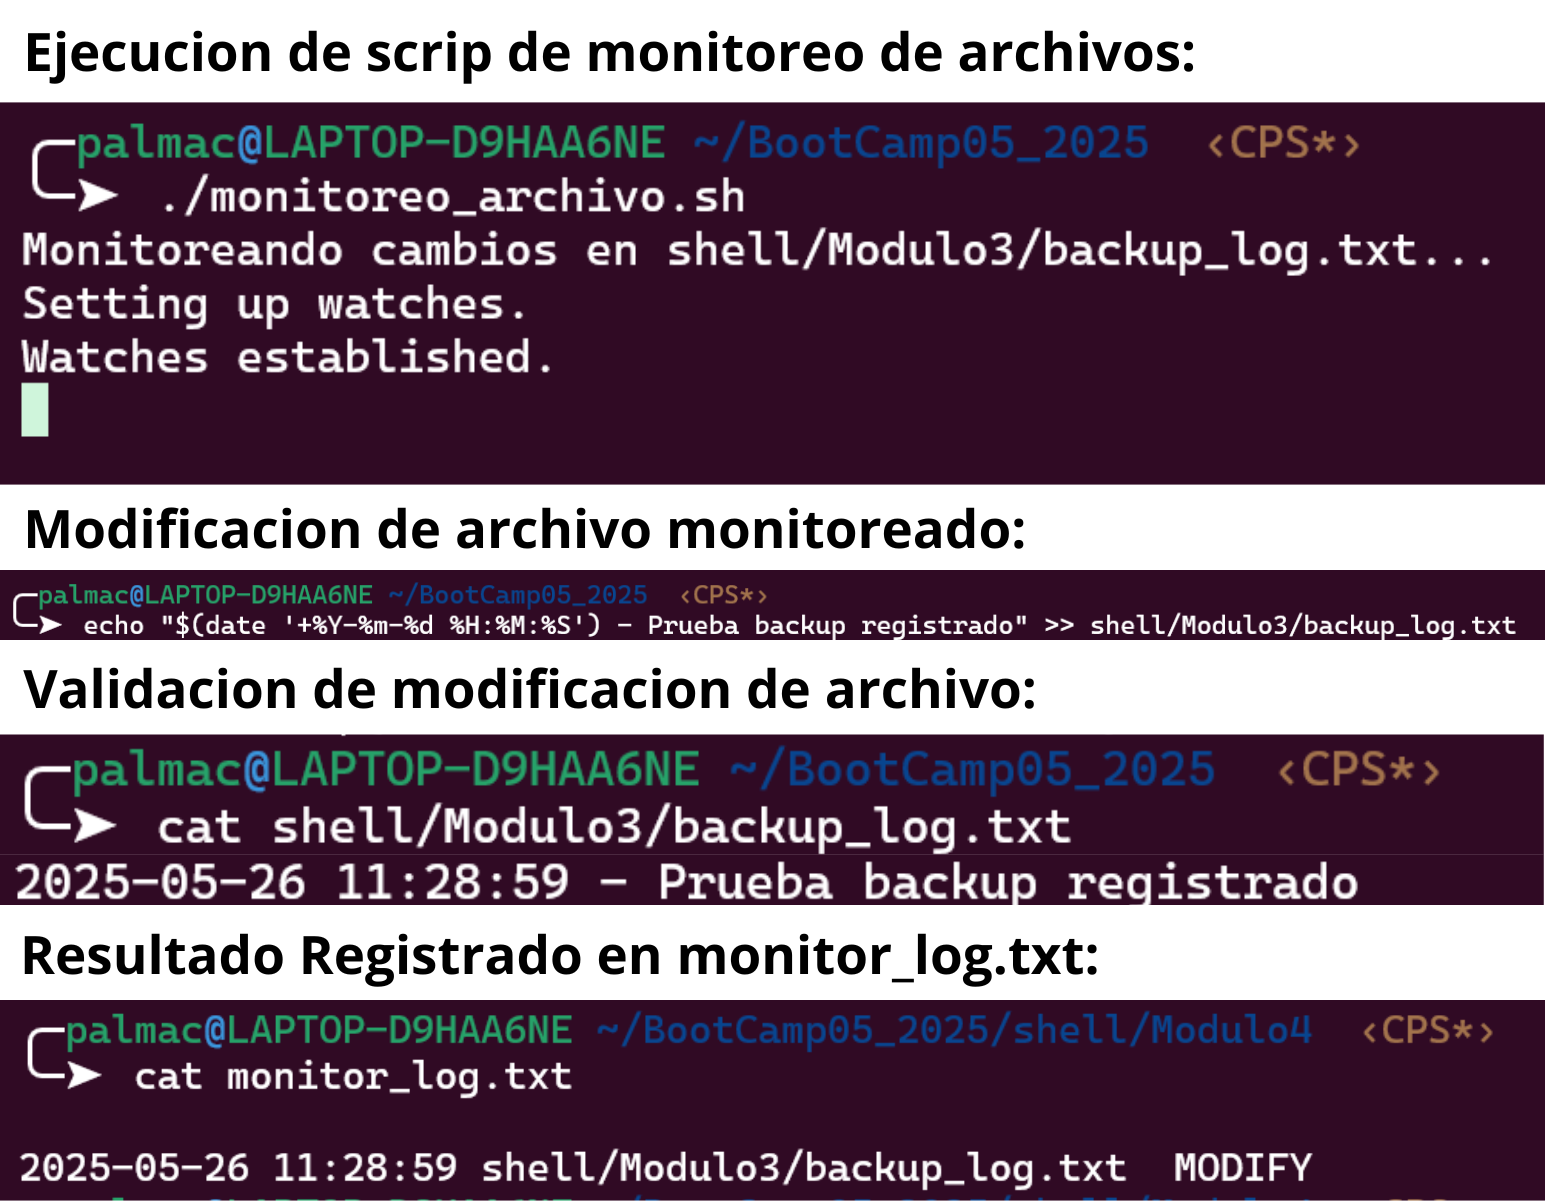 Ejecucion de scrip de monitoreo de archivos:
palmac@LAPTOP-D9HAA6NE ~/BootCamp05_2025 ‹CPS*›
➤ ./monitoreo_archivo.sh
Monitoreando cambios en shell/Modulo3/backup_log.txt...
Setting up watches.
Watches established.
Modificacion de archivo monitoreado:
palmac@LAPTOP-D9HAA6NE ~/BootCamp05_2025 ‹CPS*›
➤ echo "$(date '+%Y-%m-%d %H:%M:%S') - Prueba backup registrado" >> shell/Modulo3/backup_log.txt
Validacion de modificacion de archivo:
palmac@LAPTOP-D9HAA6NE ~/BootCamp05_2025 ‹CPS*›
➤ cat shell/Modulo3/backup_log.txt
2025-05-26 11:28:59 - Prueba backup registrado
Resultado Registrado en monitor_log.txt:
palmac@LAPTOP-D9HAA6NE ~/BootCamp05_2025/shell/Modulo4 ‹CPS*›
➤ cat monitor_log.txt
2025-05-26 11:28:59 shell/Modulo3/backup_log.txt MODIFY